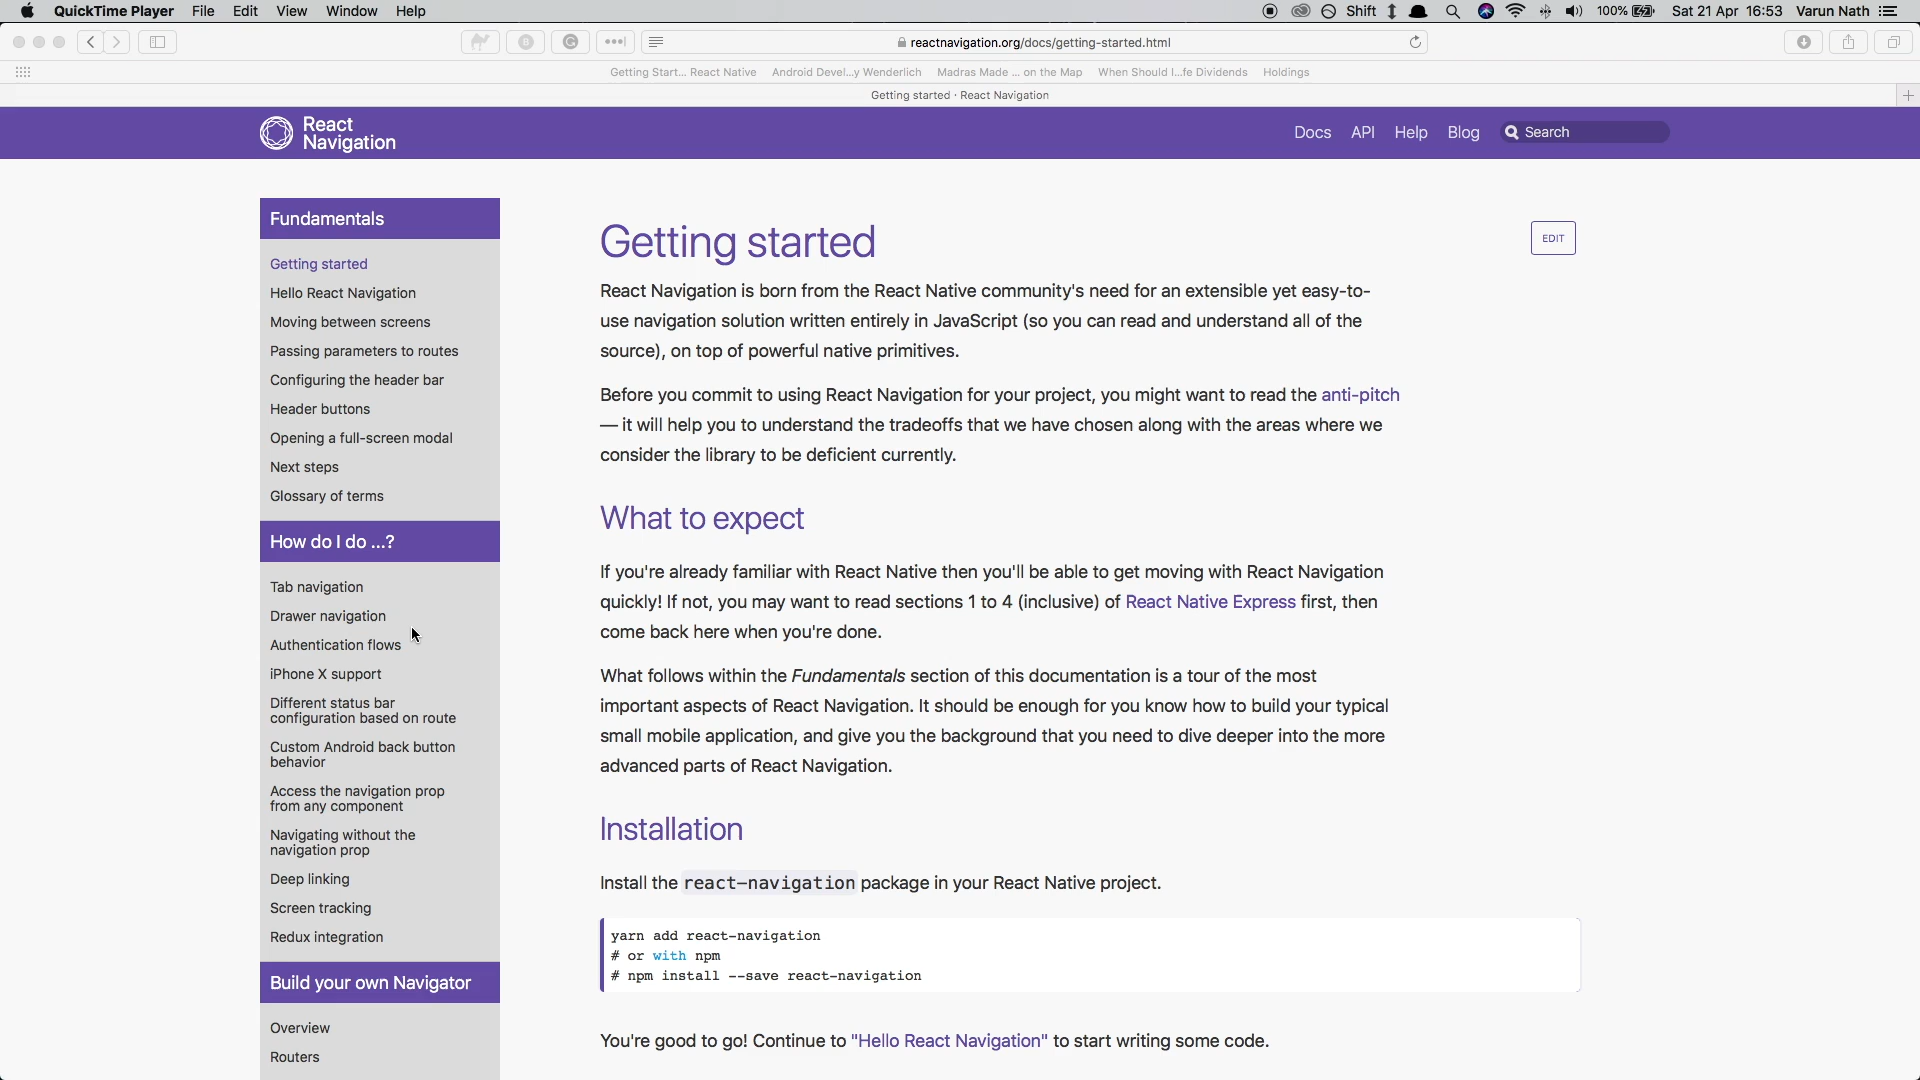 QuickTime Player File Edit View Window Help
Shift 100% Sat 21 Apr 16:53 Varun Nath
reactnavigation.org/docs/getting-started.html
Getting Start... React Native Android Devel...y Wenderlich Madras Made ... on the Map When Should I...fe Dividends Holdings
Getting started · React Navigation
React
Navigation
Docs API Help Blog Search
Fundamentals
Getting started
Hello React Navigation
Moving between screens
Passing parameters to routes
Configuring the header bar
Header buttons
Opening a full-screen modal
Next steps
Glossary of terms
How do I do ...?
Tab navigation
Drawer navigation
Authentication flows
iPhone X support
Different status bar
configuration based on route
Custom Android back button
behavior
Access the navigation prop
from any component
Navigating without the
navigation prop
Deep linking
Screen tracking
Redux integration
Build your own Navigator
Overview
Routers
Getting started
EDIT
React Navigation is born from the React Native community's need for an extensible yet easy-to-
use navigation solution written entirely in JavaScript (so you can read and understand all of the
source), on top of powerful native primitives.
Before you commit to using React Navigation for your project, you might want to read the anti-pitch
— it will help you to understand the tradeoffs that we have chosen along with the areas where we
consider the library to be deficient currently.
What to expect
If you're already familiar with React Native then you'll be able to get moving with React Navigation
quickly! If not, you may want to read sections 1 to 4 (inclusive) of React Native Express first, then
come back here when you're done.
What follows within the Fundamentals section of this documentation is a tour of the most
important aspects of React Navigation. It should be enough for you know how to build your typical
small mobile application, and give you the background that you need to dive deeper into the more
advanced parts of React Navigation.
Installation
Install the react-navigation package in your React Native project.
yarn add react-navigation
# or with npm
# npm install --save react-navigation
You're good to go! Continue to "Hello React Navigation" to start writing some code.